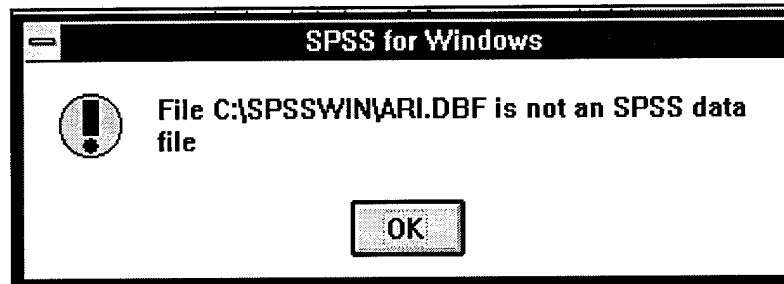 SPSS for Windows
File C:\SPSSWIN\ARI.DBF is not an SPSS data
file
OK